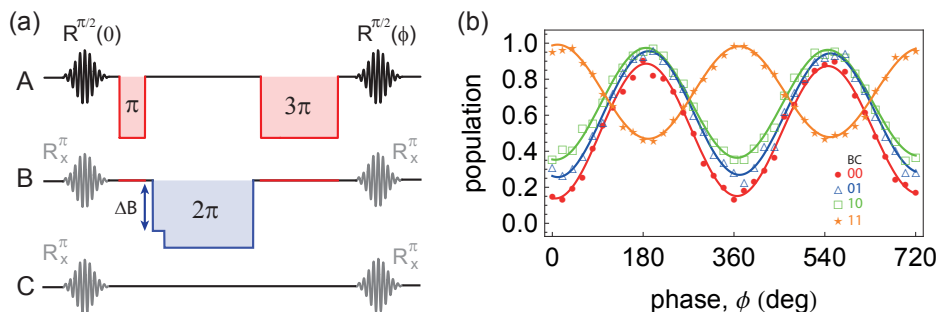 (a)
R^{π/2}(0)
R^{π/2}(ϕ)
A
π
3π
R_x^π
R_x^π
B
ΔB
2π
R_x^π
R_x^π
C
(b)
population
1.0
0.8
0.6
0.4
0.2
0.0
BC
00
01
10
11
0
180
360
540
720
phase, ϕ (deg)